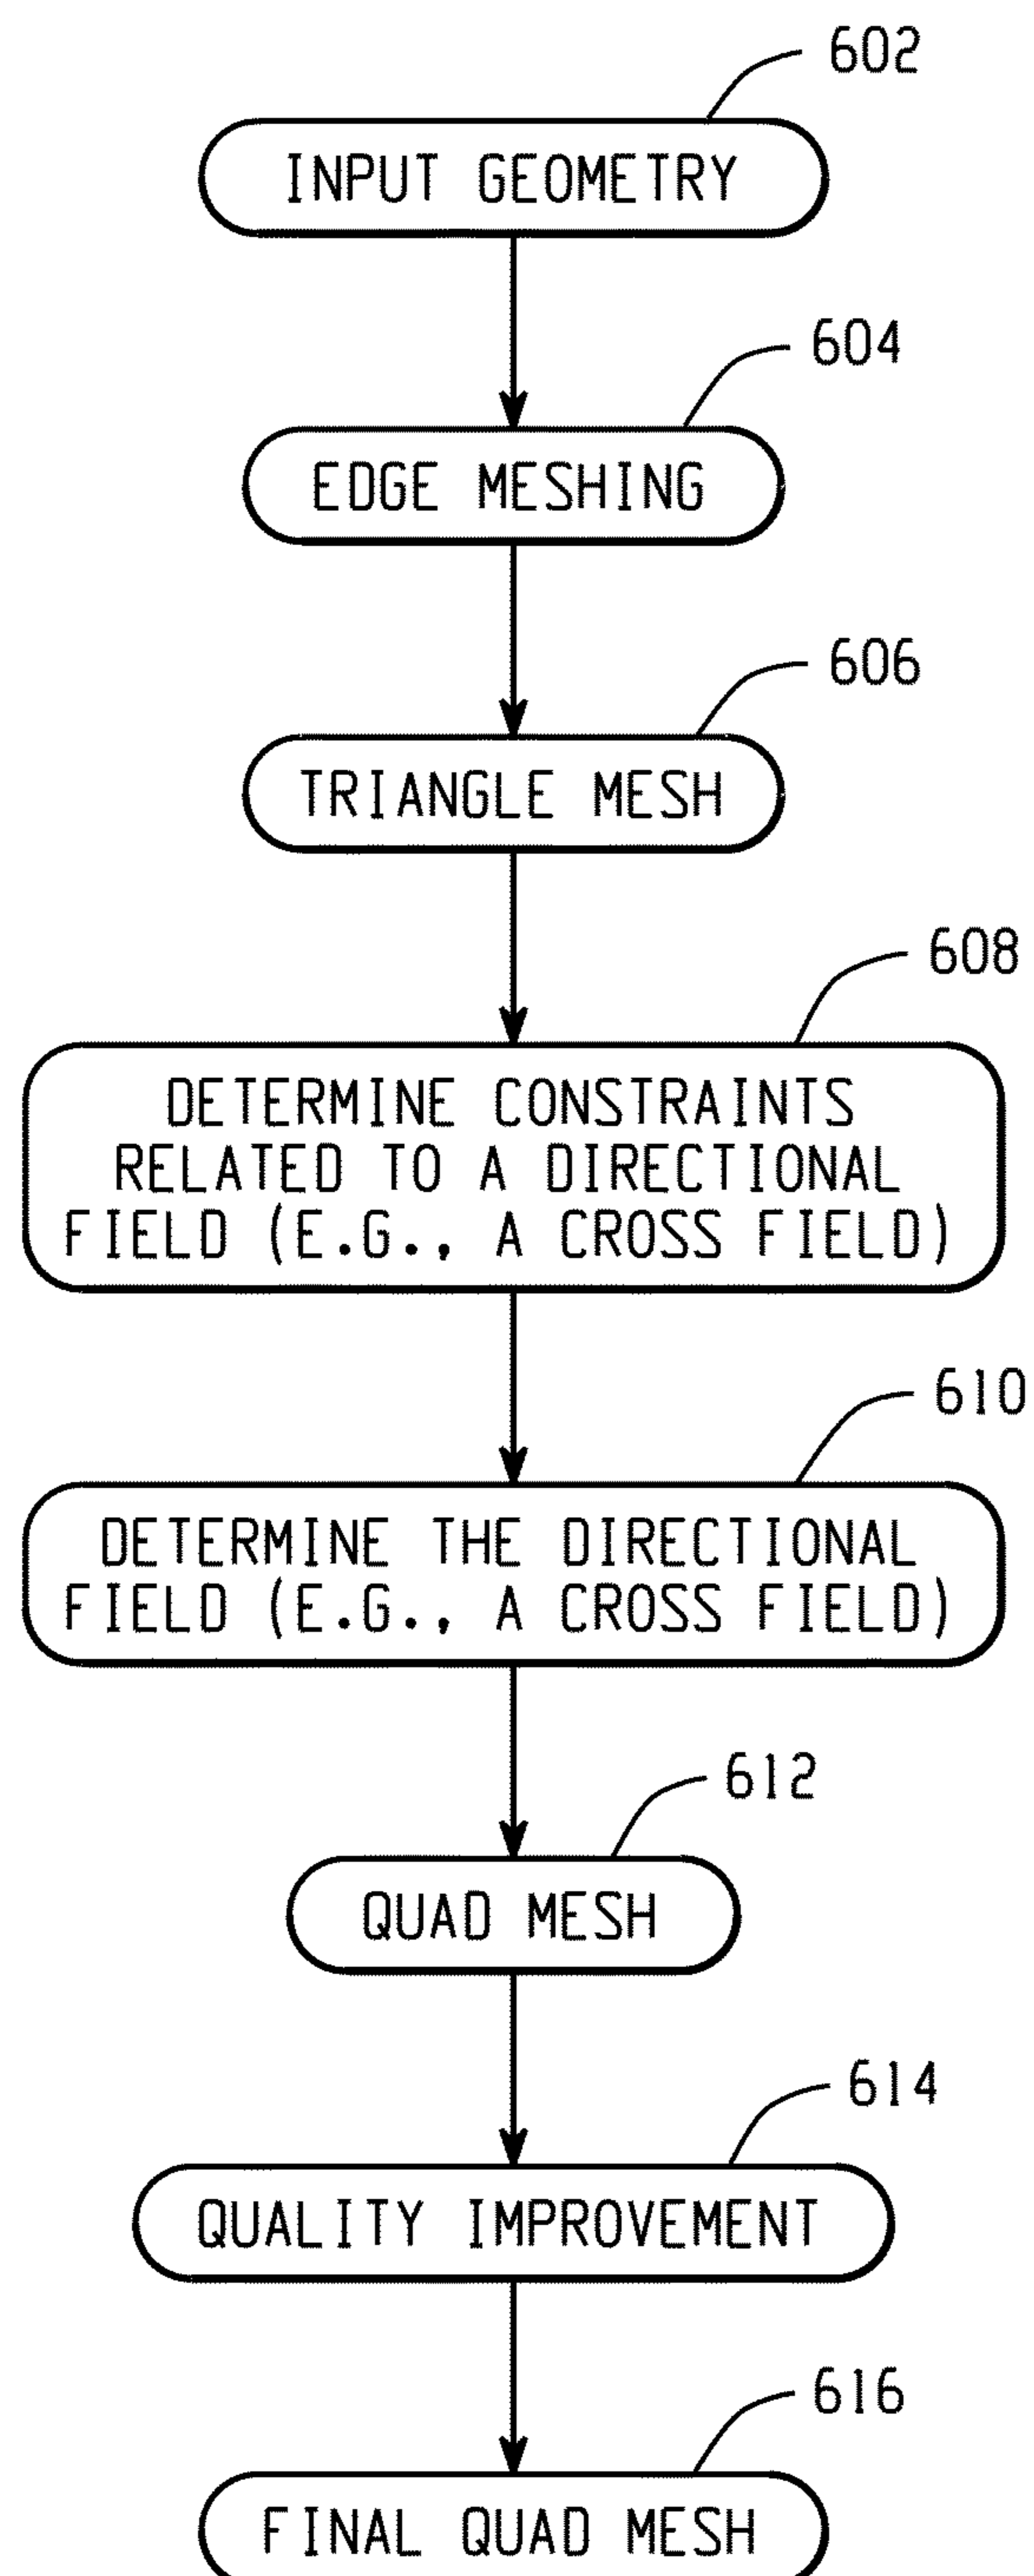 602
INPUT GEOMETRY
604
EDGE MESHING
606
TRIANGLE MESH
608
DETERMINE CONSTRAINTS
RELATED TO A DIRECTIONAL
FIELD (E.G., A CROSS FIELD)
610
DETERMINE THE DIRECTIONAL
FIELD (E.G., A CROSS FIELD)
612
QUAD MESH
614
QUALITY IMPROVEMENT
616
FINAL QUAD MESH